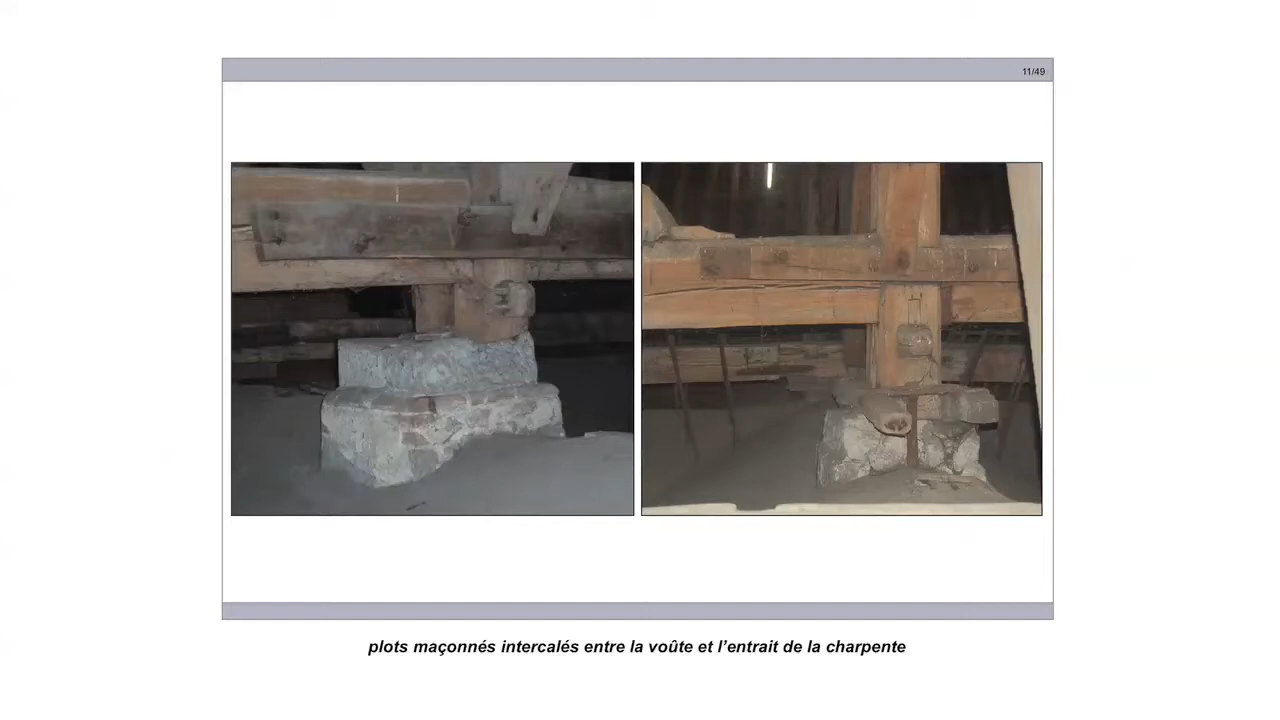 11/49
plots maçonnés intercalés entre la voûte et l’entrait de la charpente